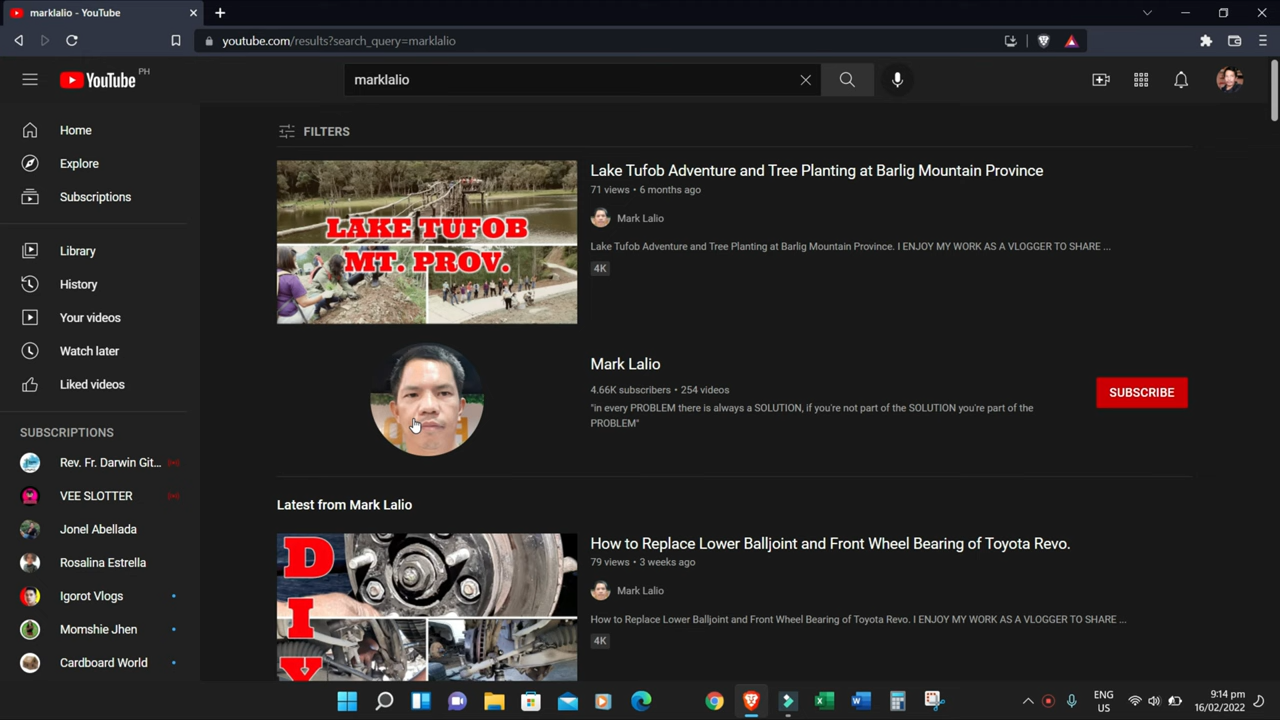 marklalio - YouTube
youtube.com/results?search_query=marklalio
YouTube PH
marklalio
Home
Explore
Subscriptions
Library
History
Your videos
Watch later
Liked videos
SUBSCRIPTIONS
Rev. Fr. Darwin Git...
VEE SLOTTER
Jonel Abellada
Rosalina Estrella
Igorot Vlogs
Momshie Jhen
Cardboard World
FILTERS
LAKE TUFOB
MT. PROV.
Lake Tufob Adventure and Tree Planting at Barlig Mountain Province
71 views • 6 months ago
Mark Lalio
Lake Tufob Adventure and Tree Planting at Barlig Mountain Province. I ENJOY MY WORK AS A VLOGGER TO SHARE ...
4K
Mark Lalio
4.66K subscribers • 254 videos
"in every PROBLEM there is always a SOLUTION, if you're not part of the SOLUTION you're part of the
PROBLEM"
SUBSCRIBE
Latest from Mark Lalio
D
I
Y
How to Replace Lower Balljoint and Front Wheel Bearing of Toyota Revo.
79 views • 3 weeks ago
Mark Lalio
How to Replace Lower Balljoint and Front Wheel Bearing of Toyota Revo. I ENJOY MY WORK AS A VLOGGER TO SHARE ...
4K
ENG
US
9:14 pm
16/02/2022